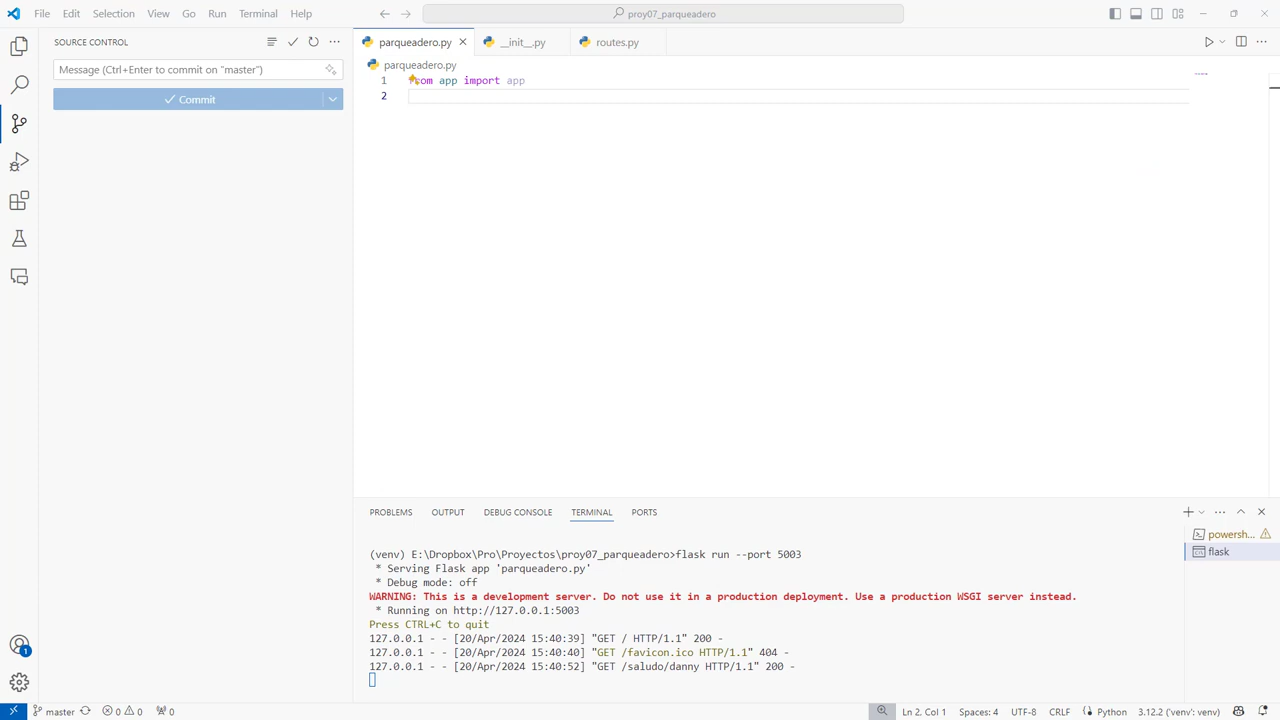 File Edit Selection View Go Run Terminal Help
proy07_parqueadero
SOURCE CONTROL
Message (Ctrl+Enter to commit on "master")
Commit
parqueadero.py
__init__.py
routes.py
parqueadero.py
1 from app import app
2
PROBLEMS OUTPUT DEBUG CONSOLE TERMINAL PORTS
powersh...
flask
(venv) E:\Dropbox\Pro\Proyectos\proy07_parqueadero>flask run --port 5003
* Serving Flask app 'parqueadero.py'
* Debug mode: off
WARNING: This is a development server. Do not use it in a production deployment. Use a production WSGI server instead.
* Running on http://127.0.0.1:5003
Press CTRL+C to quit
127.0.0.1 - - [20/Apr/2024 15:40:39] "GET / HTTP/1.1" 200 -
127.0.0.1 - - [20/Apr/2024 15:40:40] "GET /favicon.ico HTTP/1.1" 404 -
127.0.0.1 - - [20/Apr/2024 15:40:52] "GET /saludo/danny HTTP/1.1" 200 -
1
master 0 0 0 Ln 2, Col 1 Spaces: 4 UTF-8 CRLF Python 3.12.2 ('venv': venv)